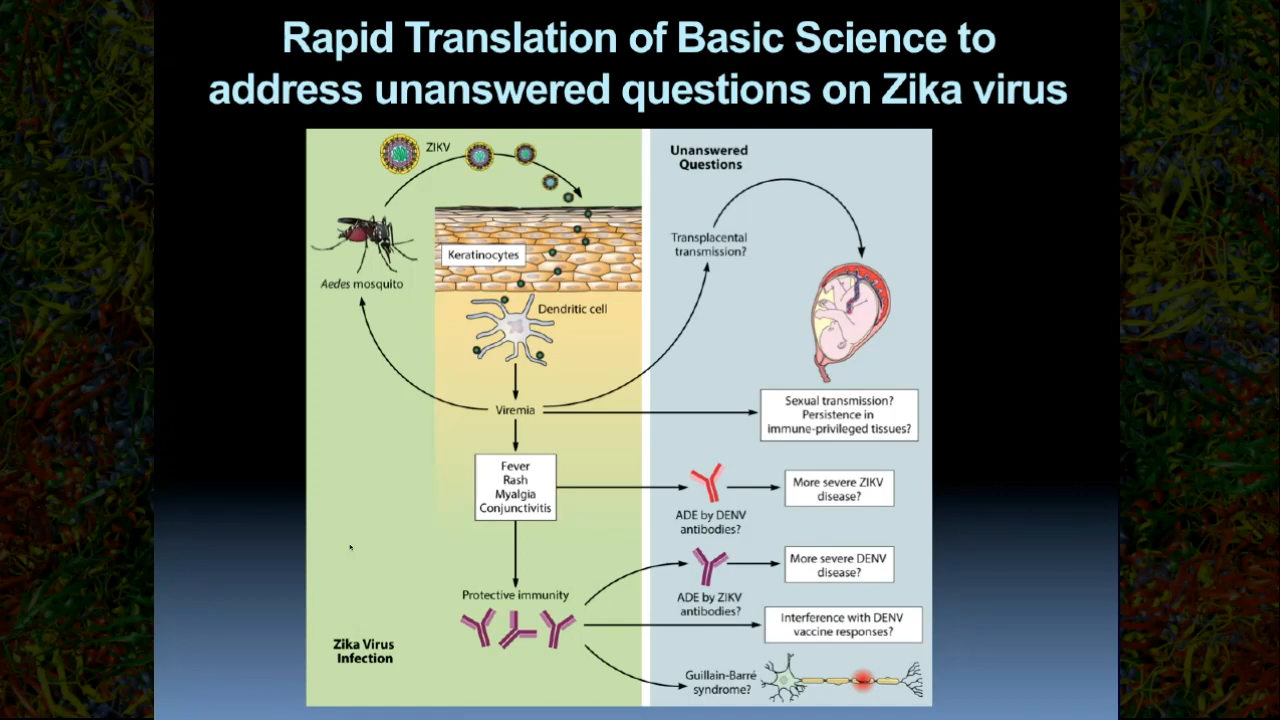 Rapid Translation of Basic Science to
address unanswered questions on Zika virus
ZIKV
Aedes mosquito
Keratinocytes
Dendritic cell
Viremia
Fever
Rash
Myalgia
Conjunctivitis
Protective immunity
Zika Virus
Infection
Unanswered
Questions
Transplacental
transmission?
Sexual transmission?
Persistence in
immune-privileged tissues?
ADE by DENV
antibodies?
More severe ZIKV
disease?
ADE by ZIKV
antibodies?
More severe DENV
disease?
Interference with DENV
vaccine responses?
Guillain-Barré
syndrome?